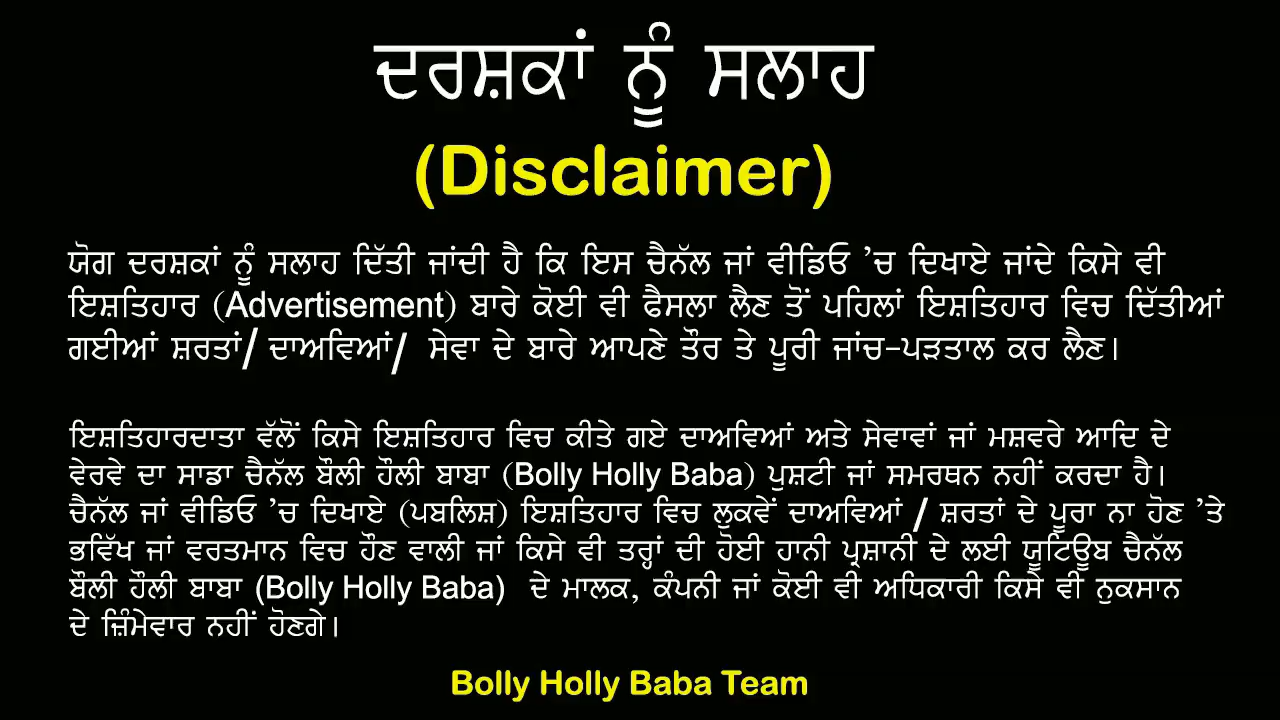 ਦਰਸ਼ਕਾਂ ਨੂੰ ਸਲਾਹ
(Disclaimer)
ਯੋਗ ਦਰਸ਼ਕਾਂ ਨੂੰ ਸਲਾਹ ਦਿੱਤੀ ਜਾਂਦੀ ਹੈ ਕਿ ਇਸ ਚੈਨੱਲ ਜਾਂ ਵੀਡਿਓ ’ਚ ਦਿਖਾਏ ਜਾਂਦੇ ਕਿਸੇ ਵੀ
ਇਸ਼ਤਿਹਾਰ (Advertisement) ਬਾਰੇ ਕੋਈ ਵੀ ਫੈਸਲਾ ਲੈਣ ਤੋਂ ਪਹਿਲਾਂ ਇਸ਼ਤਿਹਾਰ ਵਿਚ ਦਿੱਤੀਆਂ
ਗਈਆਂ ਸ਼ਰਤਾਂ/ ਦਾਅਵਿਆਂ/ ਸੇਵਾ ਦੇ ਬਾਰੇ ਆਪਣੇ ਤੌਰ ਤੇ ਪੂਰੀ ਜਾਂਚ-ਪੜਤਾਲ ਕਰ ਲੈਣ।
ਇਸ਼ਤਿਹਾਰਦਾਤਾ ਵੱਲੋਂ ਕਿਸੇ ਇਸ਼ਤਿਹਾਰ ਵਿਚ ਕੀਤੇ ਗਏ ਦਾਅਵਿਆਂ ਅਤੇ ਸੇਵਾਵਾਂ ਜਾਂ ਮਸ਼ਵਰੇ ਆਦਿ ਦੇ
ਵੇਰਵੇ ਦਾ ਸਾਡਾ ਚੈਨੱਲ ਬੌਲੀ ਹੌਲੀ ਬਾਬਾ (Bolly Holly Baba) ਪੁਸ਼ਟੀ ਜਾਂ ਸਮਰਥਨ ਨਹੀਂ ਕਰਦਾ ਹੈ।
ਚੈਨੱਲ ਜਾਂ ਵੀਡਿਓ ’ਚ ਦਿਖਾਏ (ਪਬਲਿਸ਼) ਇਸ਼ਤਿਹਾਰ ਵਿਚ ਲੁਕਵੇਂ ਦਾਅਵਿਆਂ / ਸ਼ਰਤਾਂ ਦੇ ਪੂਰਾ ਨਾ ਹੋਣ ’ਤੇ
ਭਵਿੱਖ ਜਾਂ ਵਰਤਮਾਨ ਵਿਚ ਹੌਣ ਵਾਲੀ ਜਾਂ ਕਿਸੇ ਵੀ ਤਰ੍ਹਾਂ ਦੀ ਹੋਈ ਹਾਨੀ ਪ੍ਰਸ਼ਾਨੀ ਦੇ ਲਈ ਯੂਟਿਊਬ ਚੈਨੱਲ
ਬੌਲੀ ਹੌਲੀ ਬਾਬਾ (Bolly Holly Baba) ਦੇ ਮਾਲਕ, ਕੰਪਨੀ ਜਾਂ ਕੋਈ ਵੀ ਅਧਿਕਾਰੀ ਕਿਸੇ ਵੀ ਨੁਕਸਾਨ
ਦੇ ਜ਼ਿੰਮੇਵਾਰ ਨਹੀਂ ਹੋਣਗੇ।
Bolly Holly Baba Team